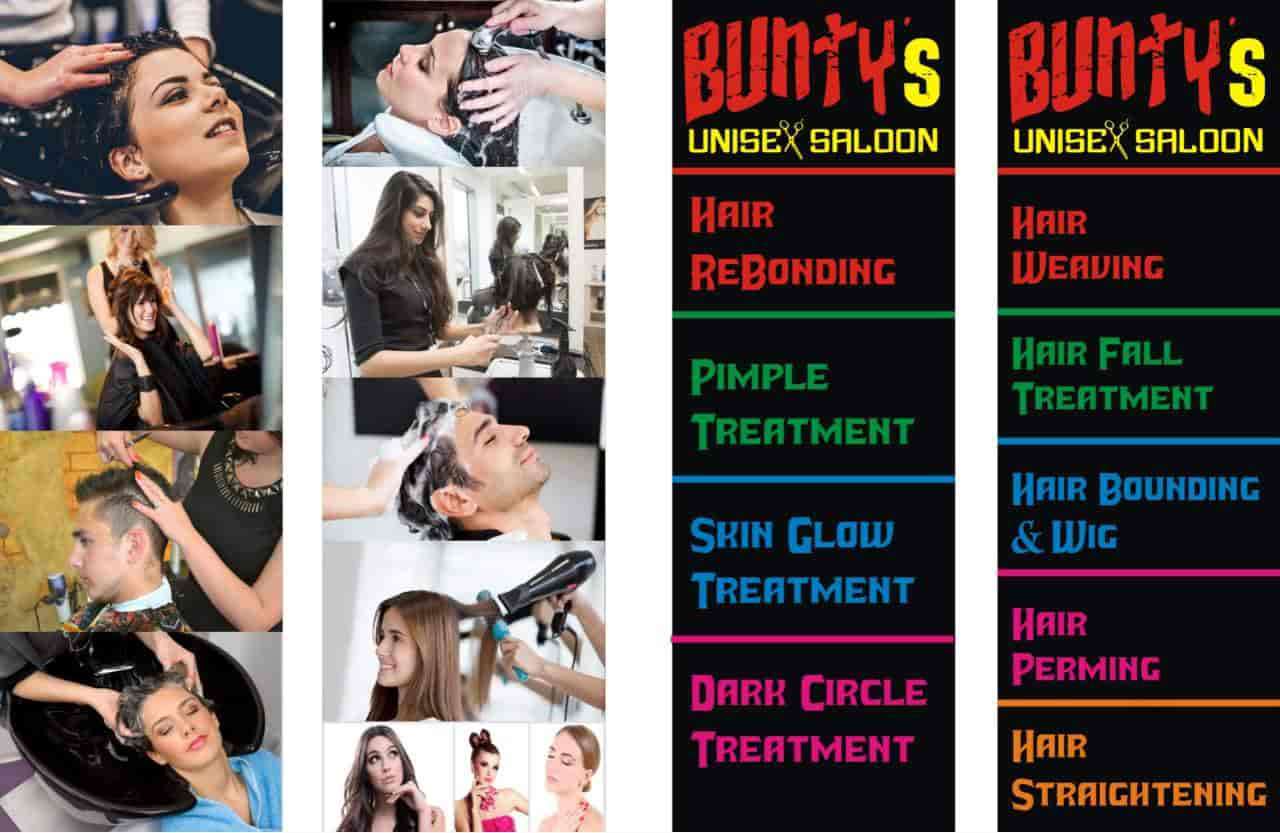 BUNTY'S
UNISEX SALOON
HAIR
REBONDING
PIMPLE
TREATMENT
SKIN GLOW
TREATMENT
DARK CIRCLE
TREATMENT
BUNTY'S
UNISEX SALOON
HAIR
WEAVING
HAIR FALL
TREATMENT
HAIR BOUNDING
& WIG
HAIR
PERMING
HAIR
STRAIGHTENING